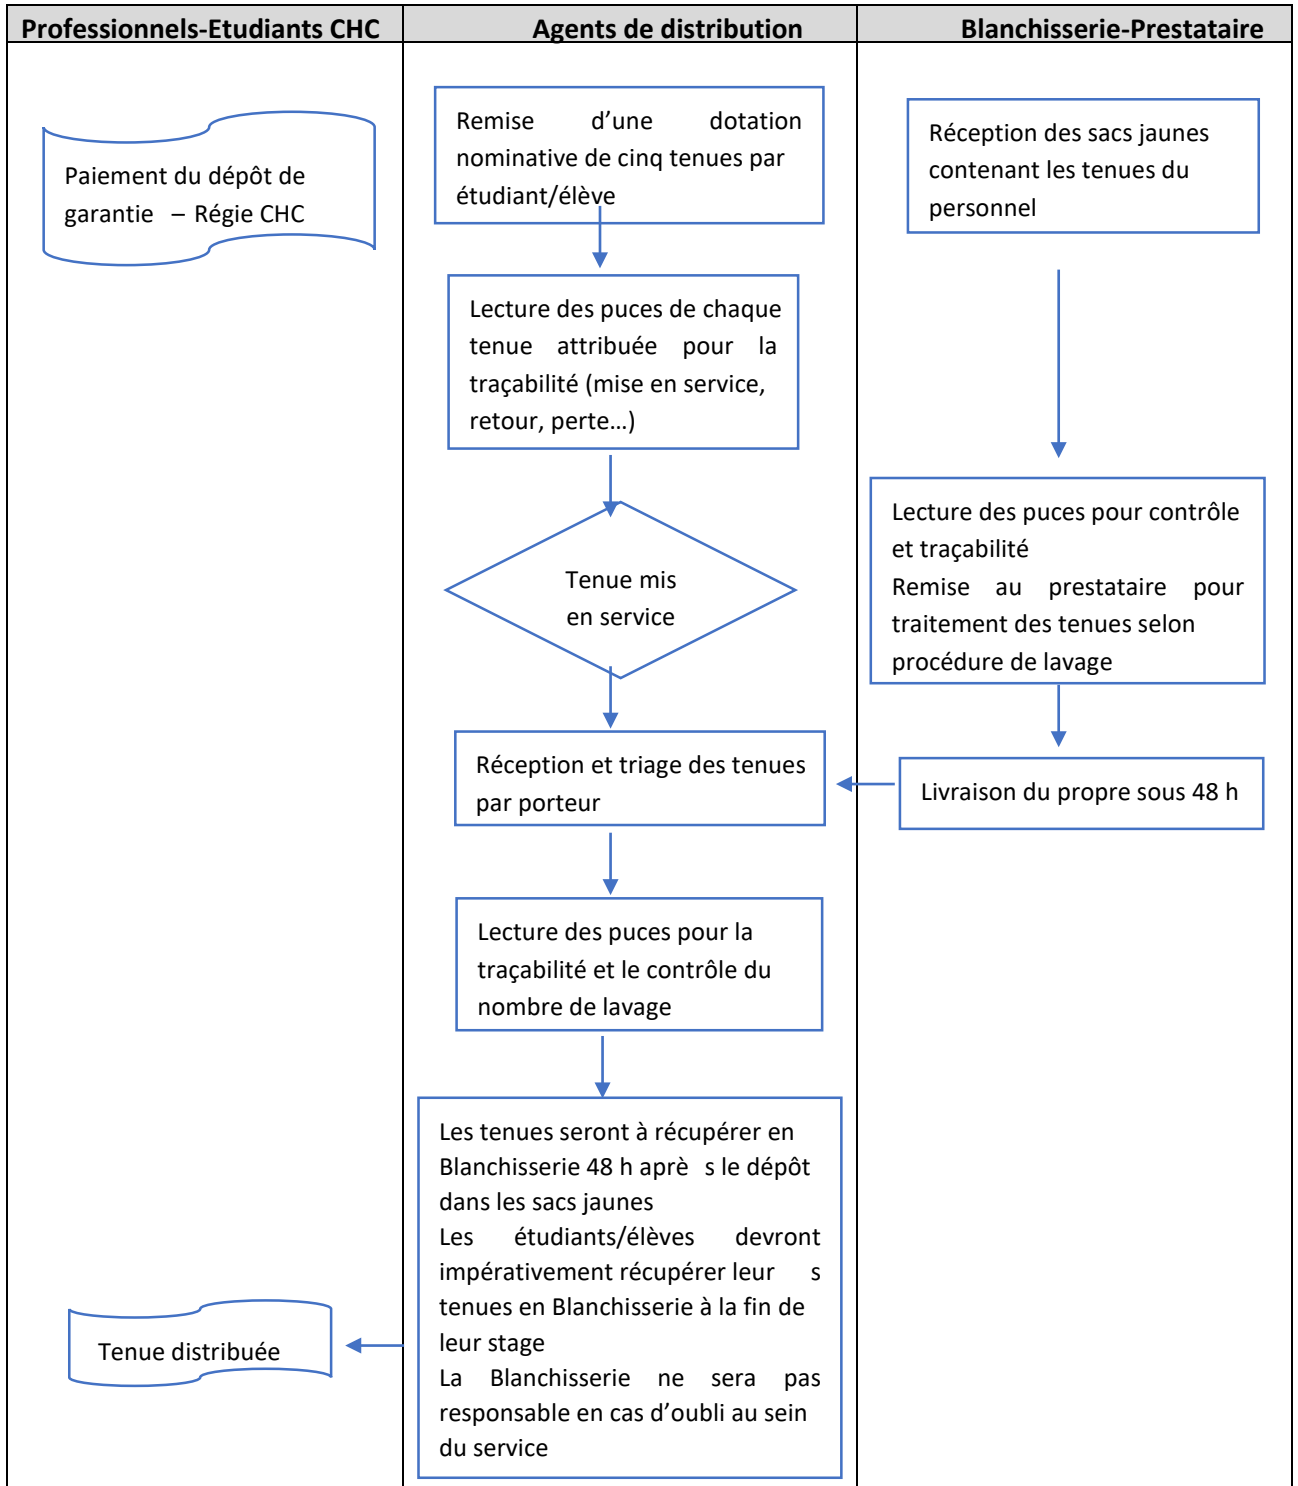 Professionnels-Etudiants CHC
Agents de distribution
Blanchisserie-Prestataire
Paiement du dépôt de
garantie – Régie CHC
Remise d’une dotation
nominative de cinq tenues par
étudiant/élève
Réception des sacs jaunes
contenant les tenues du
personnel
Lecture des puces de chaque
tenue attribuée pour la
traçabilité (mise en service,
retour, perte…)
Lecture des puces pour contrôle
et traçabilité
Remise au prestataire pour
traitement des tenues selon
procédure de lavage
Tenue mis
en service
Réception et triage des tenues
par porteur
Livraison du propre sous 48 h
Lecture des puces pour la
traçabilité et le contrôle du
nombre de lavage
Les tenues seront à récupérer en
Blanchisserie 48 h aprè s le dépôt
dans les sacs jaunes
Les étudiants/élèves devront
impérativement récupérer leur s
tenues en Blanchisserie à la fin de
leur stage
La Blanchisserie ne sera pas
responsable en cas d’oubli au sein
du service
Tenue distribuée